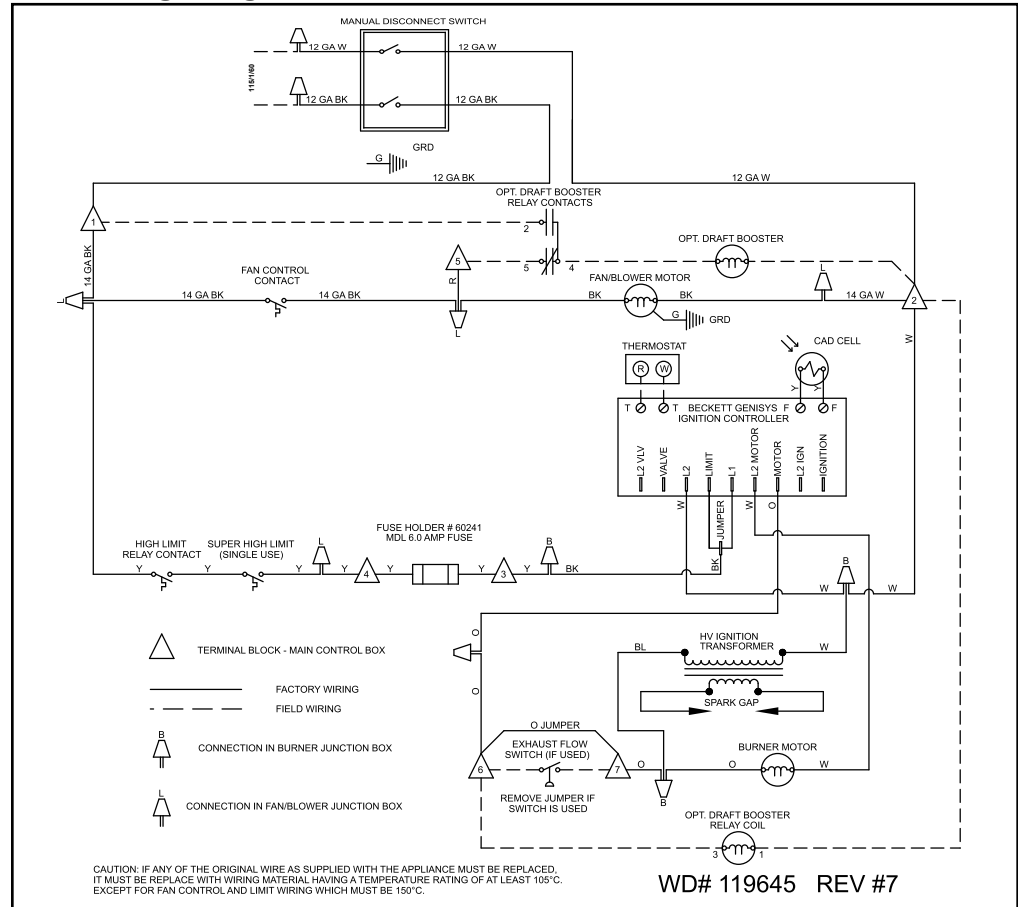 MANUAL DISCONNECT SWITCH
12 GA W
12 GA W
115/1/60
12 GA BK
12 GA BK
GRD
G
12 GA BK
12 GA W
OPT. DRAFT BOOSTER
RELAY CONTACTS
1
2
OPT. DRAFT BOOSTER
5
5
4
14 GA BK
FAN CONTROL
CONTACT
R
FAN/BLOWER MOTOR
L
L
14 GA BK
14 GA BK
BK
BK
14 GA W
2
G
GRD
L
W
THERMOSTAT
CAD CELL
R
W
Y
Y
T
T
BECKETT GENISYS
IGNITION CONTROLLER
F
F
L2 VLV
VALVE
L2
LIMIT
L1
L2 MOTOR
MOTOR
L2 IGN
IGNITION
W
JUMPER
W
O
FUSE HOLDER # 60241
MDL 6.0 AMP FUSE
HIGH LIMIT
RELAY CONTACT
SUPER HIGH LIMIT
(SINGLE USE)
L
B
B
Y
Y
Y
Y
4
Y
3
Y
BK
BK
W
W
O
HV IGNITION
TRANSFORMER
BL
W
TERMINAL BLOCK - MAIN CONTROL BOX
O
SPARK GAP
FACTORY WIRING
FIELD WIRING
O JUMPER
B
CONNECTION IN BURNER JUNCTION BOX
EXHAUST FLOW
SWITCH (IF USED)
BURNER MOTOR
6
7
O
O
W
B
REMOVE JUMPER IF
SWITCH IS USED
L
CONNECTION IN FAN/BLOWER JUNCTION BOX
OPT. DRAFT BOOSTER
RELAY COIL
3
1
CAUTION: IF ANY OF THE ORIGINAL WIRE AS SUPPLIED WITH THE APPLIANCE MUST BE REPLACED,
IT MUST BE REPLACE WITH WIRING MATERIAL HAVING A TEMPERATURE RATING OF AT LEAST 105°C.
EXCEPT FOR FAN CONTROL AND LIMIT WIRING WHICH MUST BE 150°C.
WD# 119645 REV #7